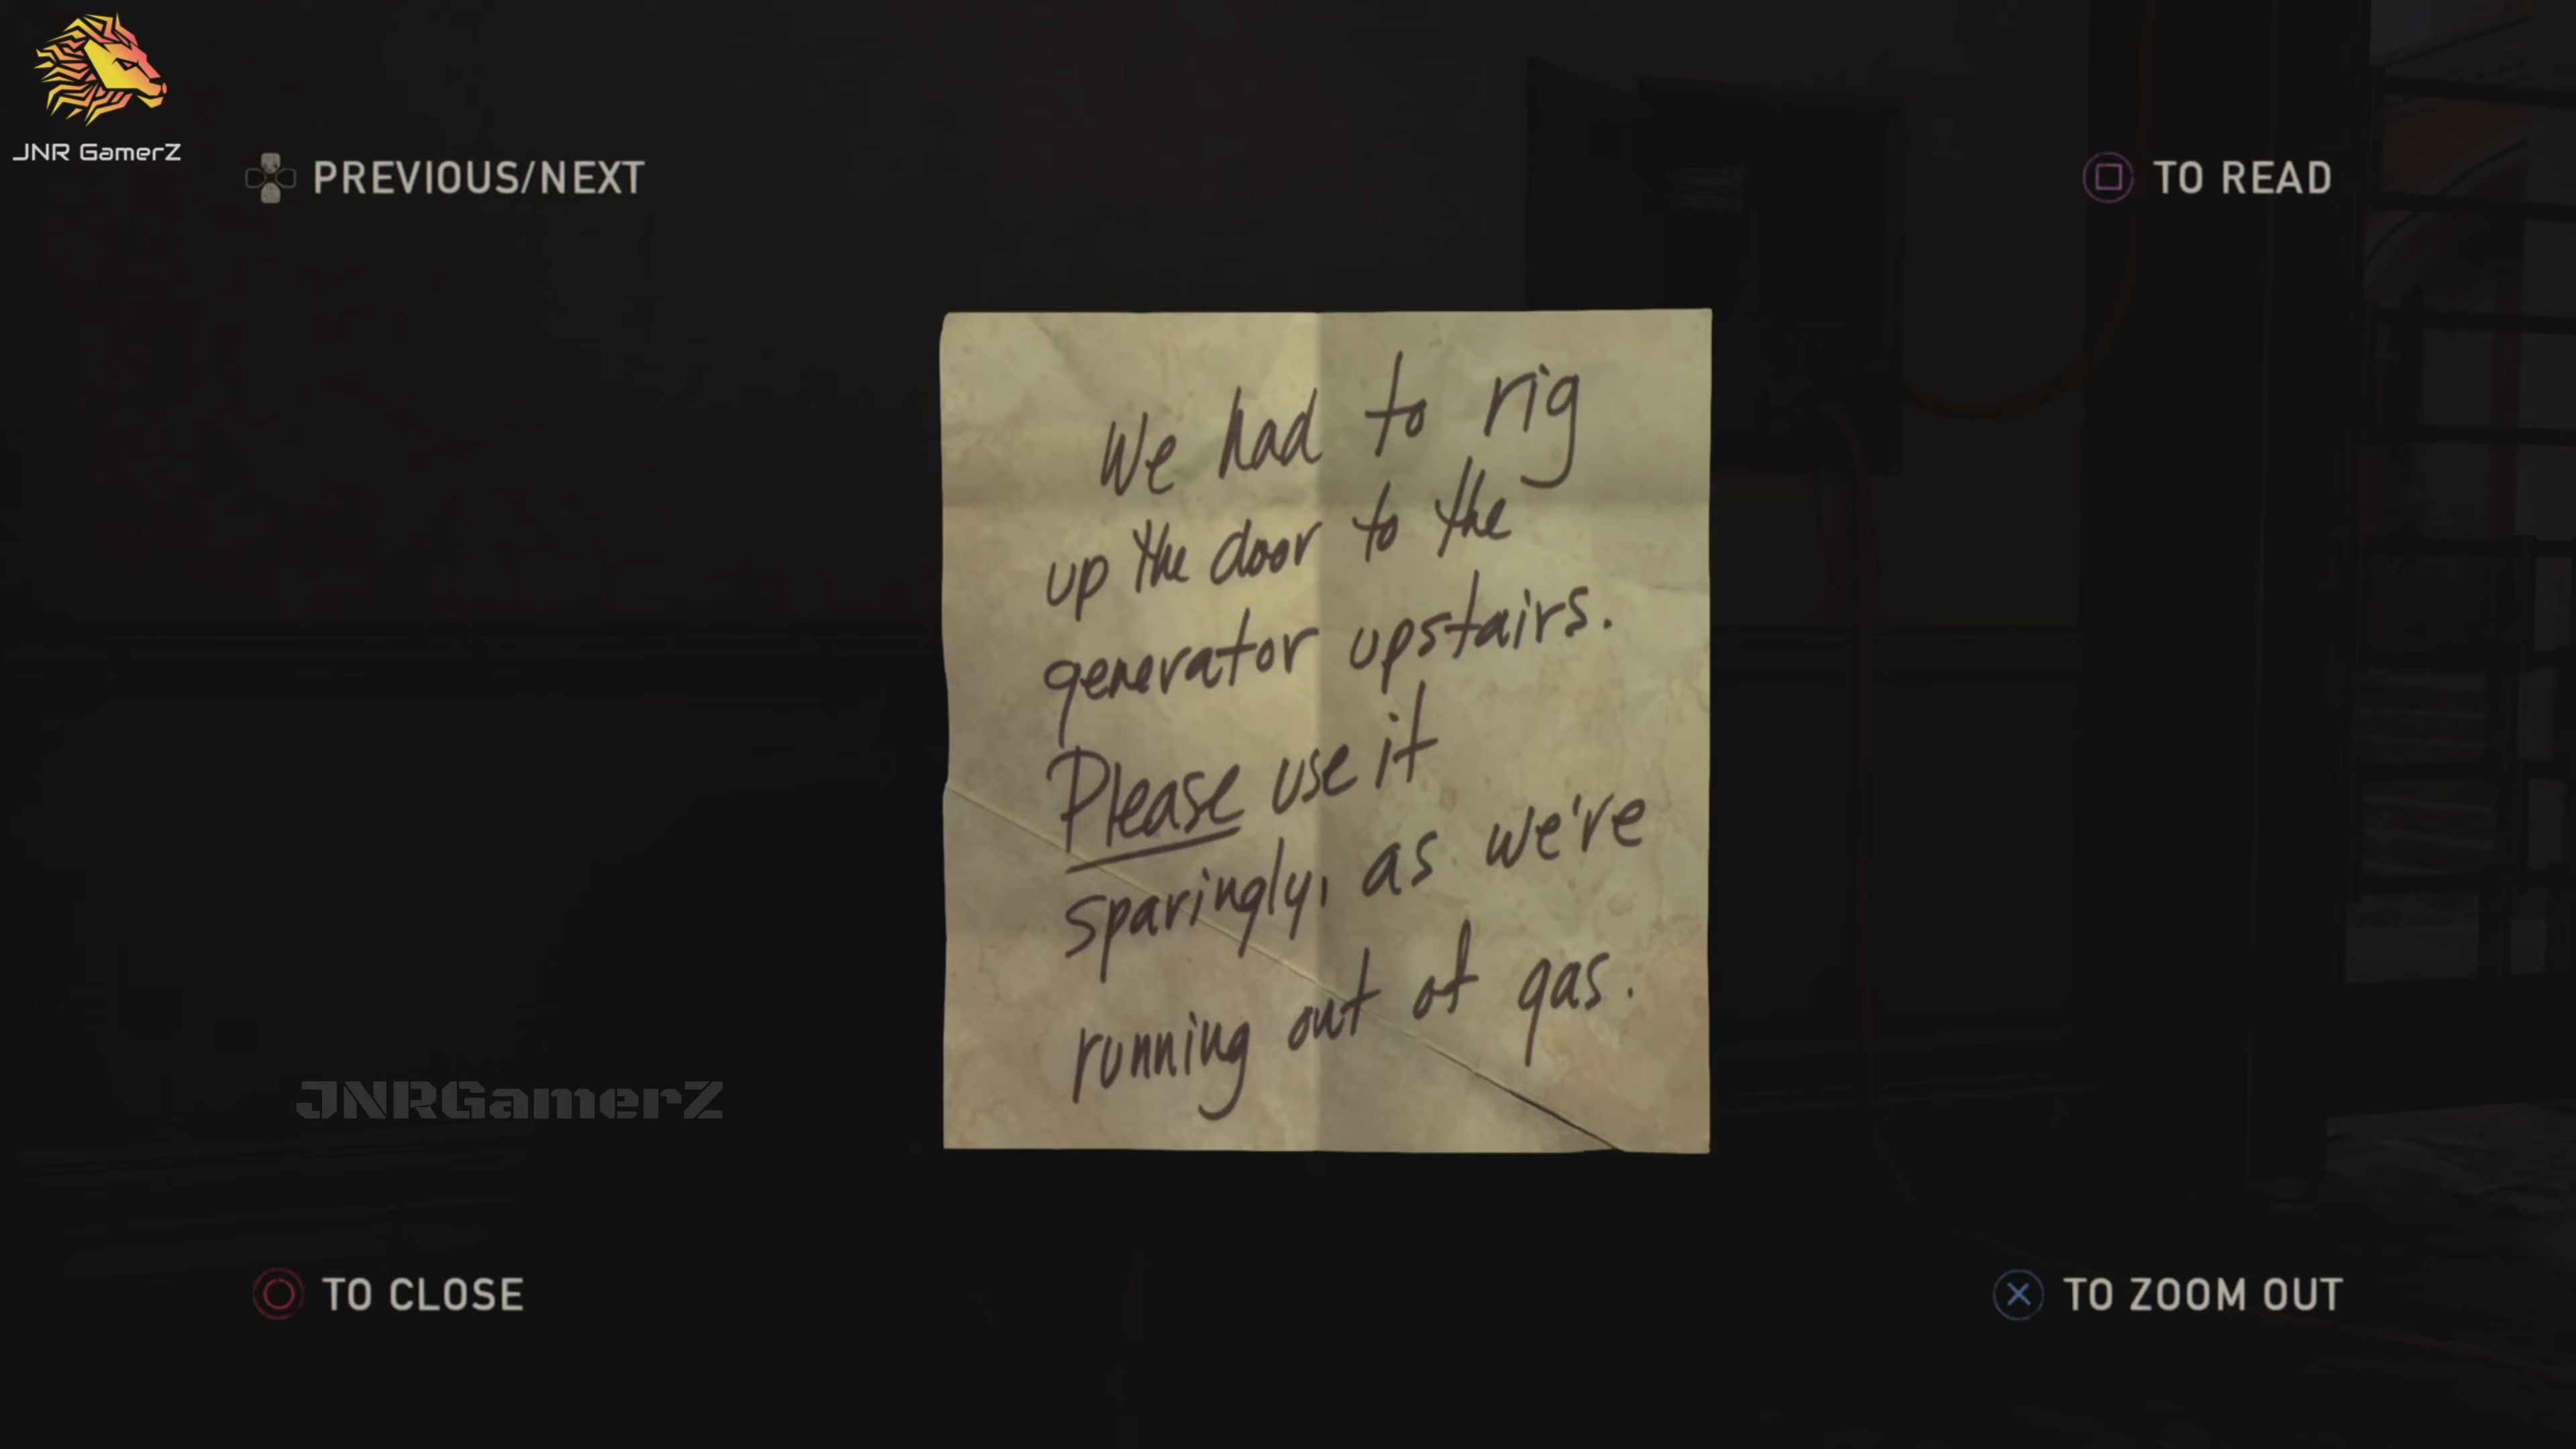 JNR GamerZ
PREVIOUS/NEXT
TO READ
We had to rig
up the door to the
generator upstairs.
Please use it
sparingly, as we're
running out of gas.
JNRGamerZ
TO CLOSE
TO ZOOM OUT